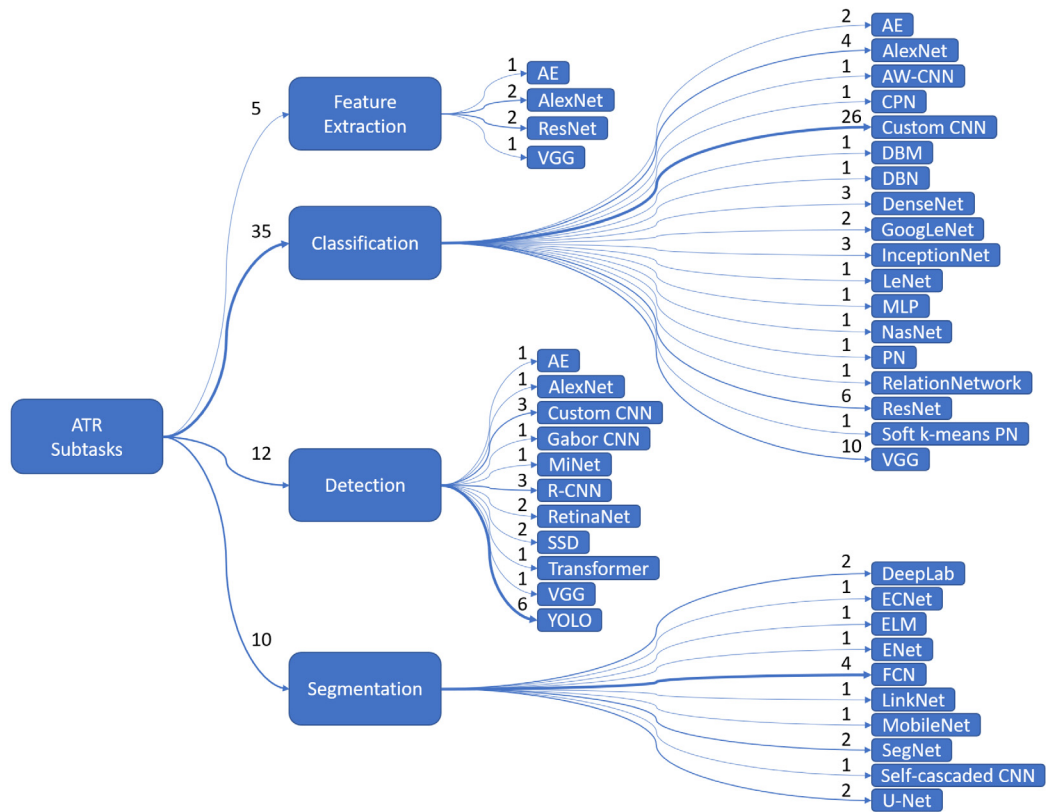 ATR
Subtasks
5
Feature
Extraction
1
AE
2
AlexNet
2
ResNet
1
VGG
35
Classification
2
AE
4
AlexNet
1
AW-CNN
1
CPN
26
Custom CNN
1
DBM
1
DBN
3
DenseNet
2
GoogLeNet
3
InceptionNet
1
LeNet
1
MLP
1
NasNet
1
PN
1
RelationNetwork
6
ResNet
1
Soft k-means PN
10
VGG
12
Detection
1
AE
1
AlexNet
3
Custom CNN
1
Gabor CNN
1
MiNet
3
R-CNN
2
RetinaNet
2
SSD
1
Transformer
1
VGG
6
YOLO
10
Segmentation
2
DeepLab
1
ECNet
1
ELM
1
ENet
4
FCN
1
LinkNet
1
MobileNet
2
SegNet
1
Self-cascaded CNN
2
U-Net